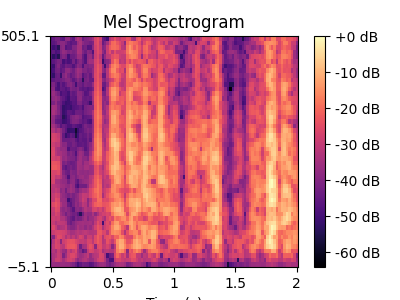 Mel Spectrogram
505.1
−5.1
0
0.5
1
1.5
2
+0 dB
-10 dB
-20 dB
-30 dB
-40 dB
-50 dB
-60 dB